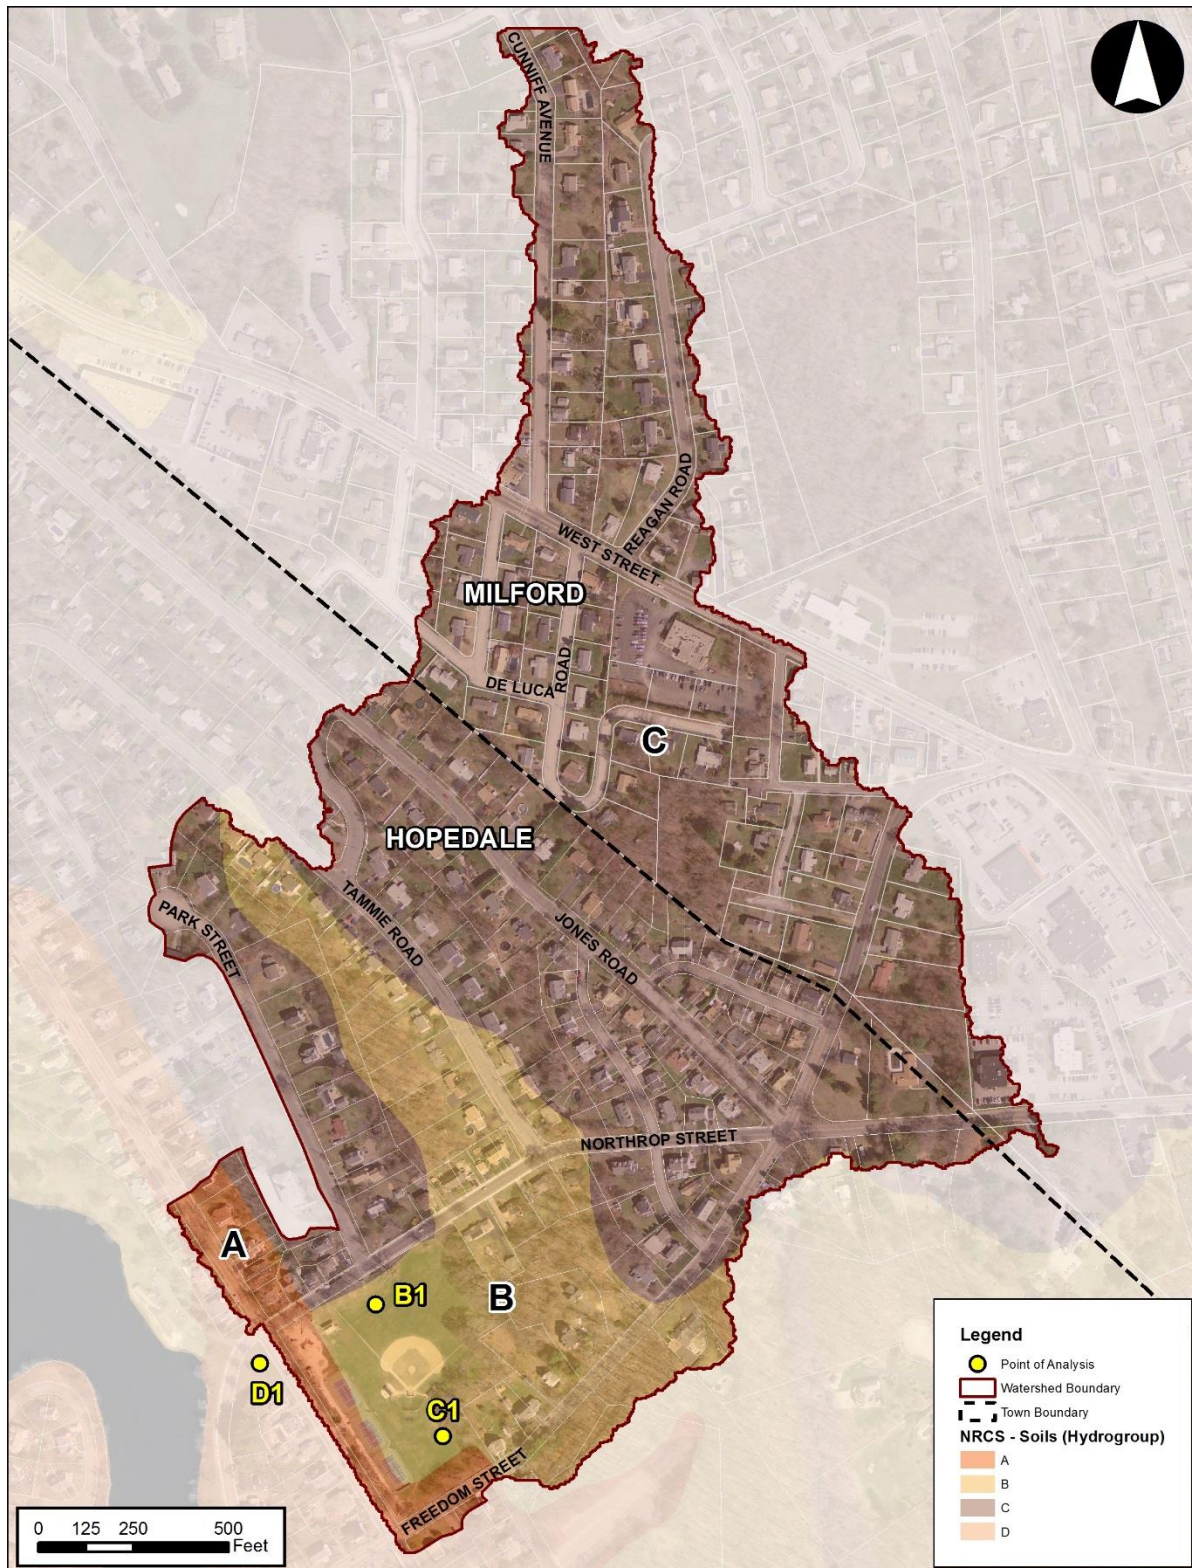 CUNNIFF AVENUE
REAGAN ROAD
WEST STREET
MILFORD
DE LUCA
ROAD
C
HOPEDALE
TAMMIE ROAD
JONES ROAD
PARK STREET
NORTHROP STREET
A
B1
B
D1
C1
FREEDOM STREET
0 125 250 500
Feet
Legend
Point of Analysis
Watershed Boundary
Town Boundary
NRCS - Soils (Hydrogroup)
A
B
C
D